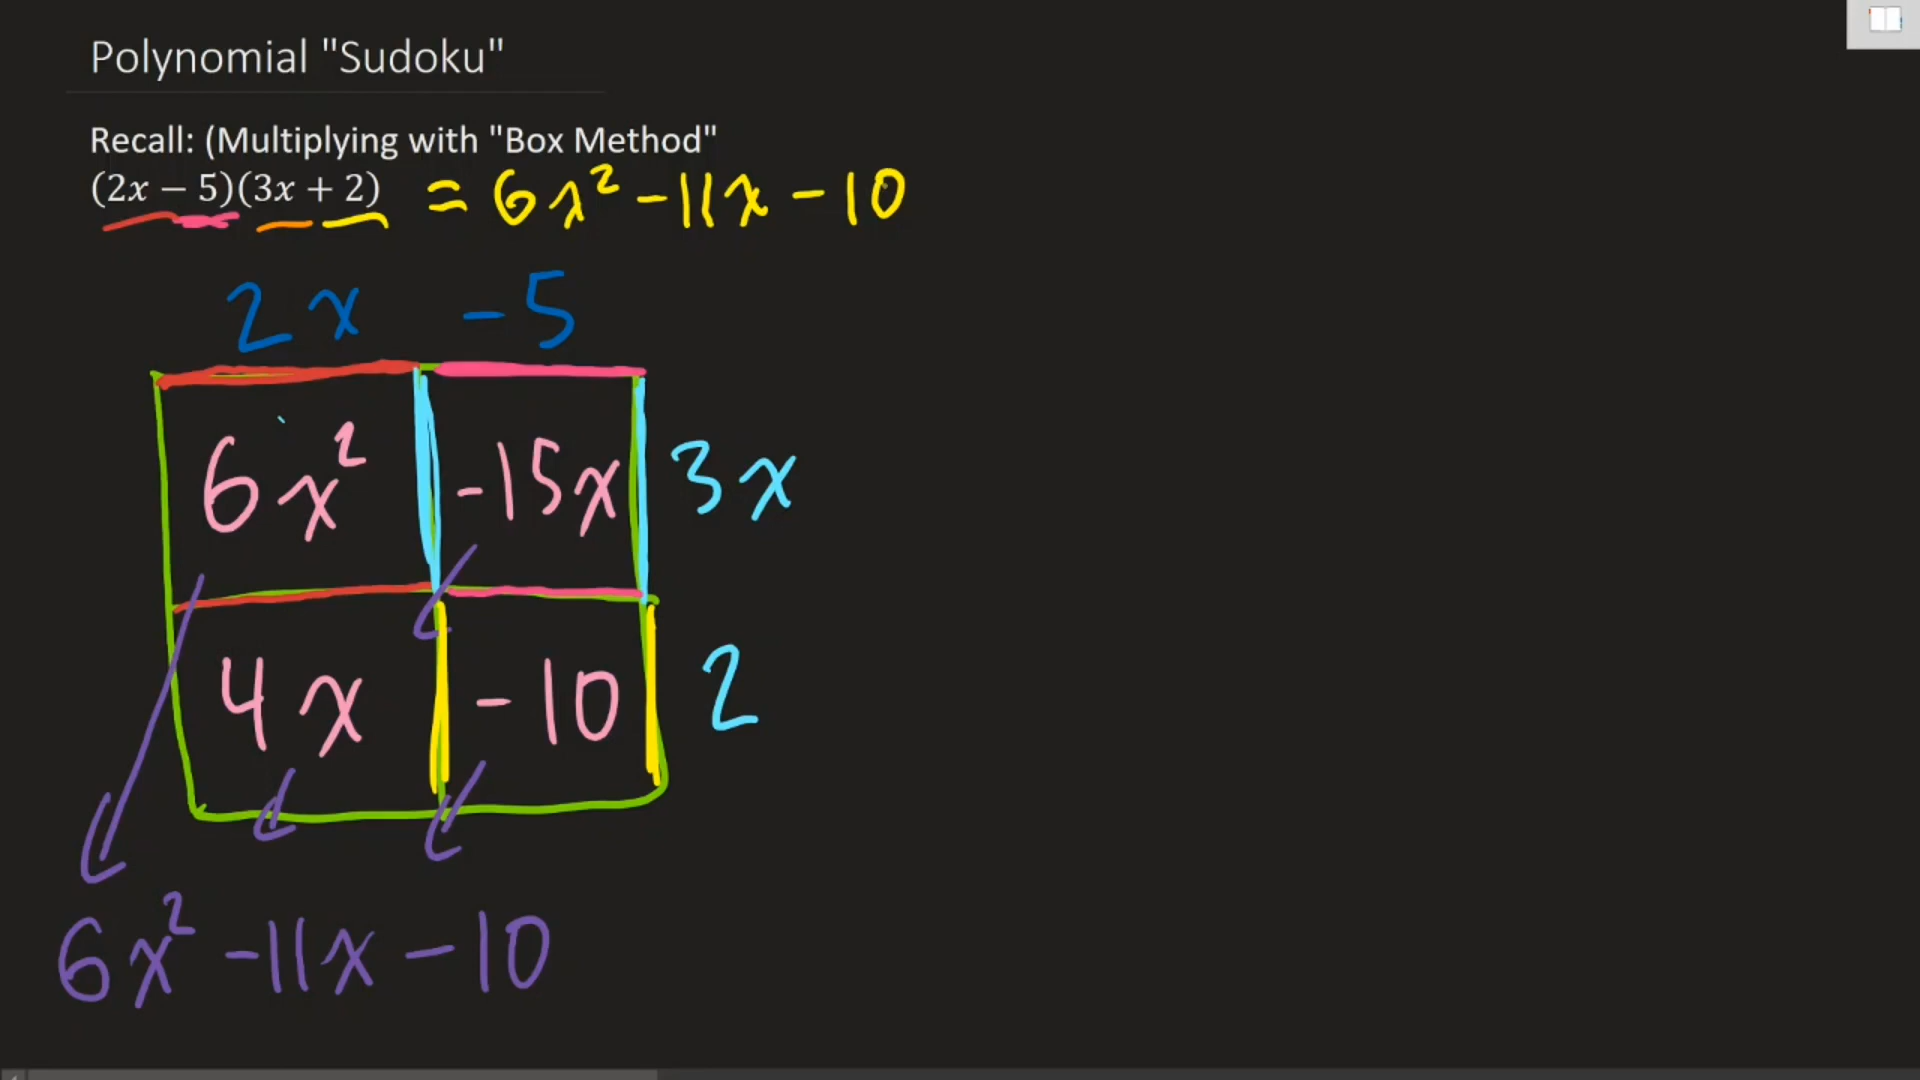 Polynomial "Sudoku"
Recall: (Multiplying with "Box Method"
(2x − 5)(3x + 2) = 6x² -11x - 10
2x -5
6x² -15x 3x
4x -10 2
6x² -11x -10